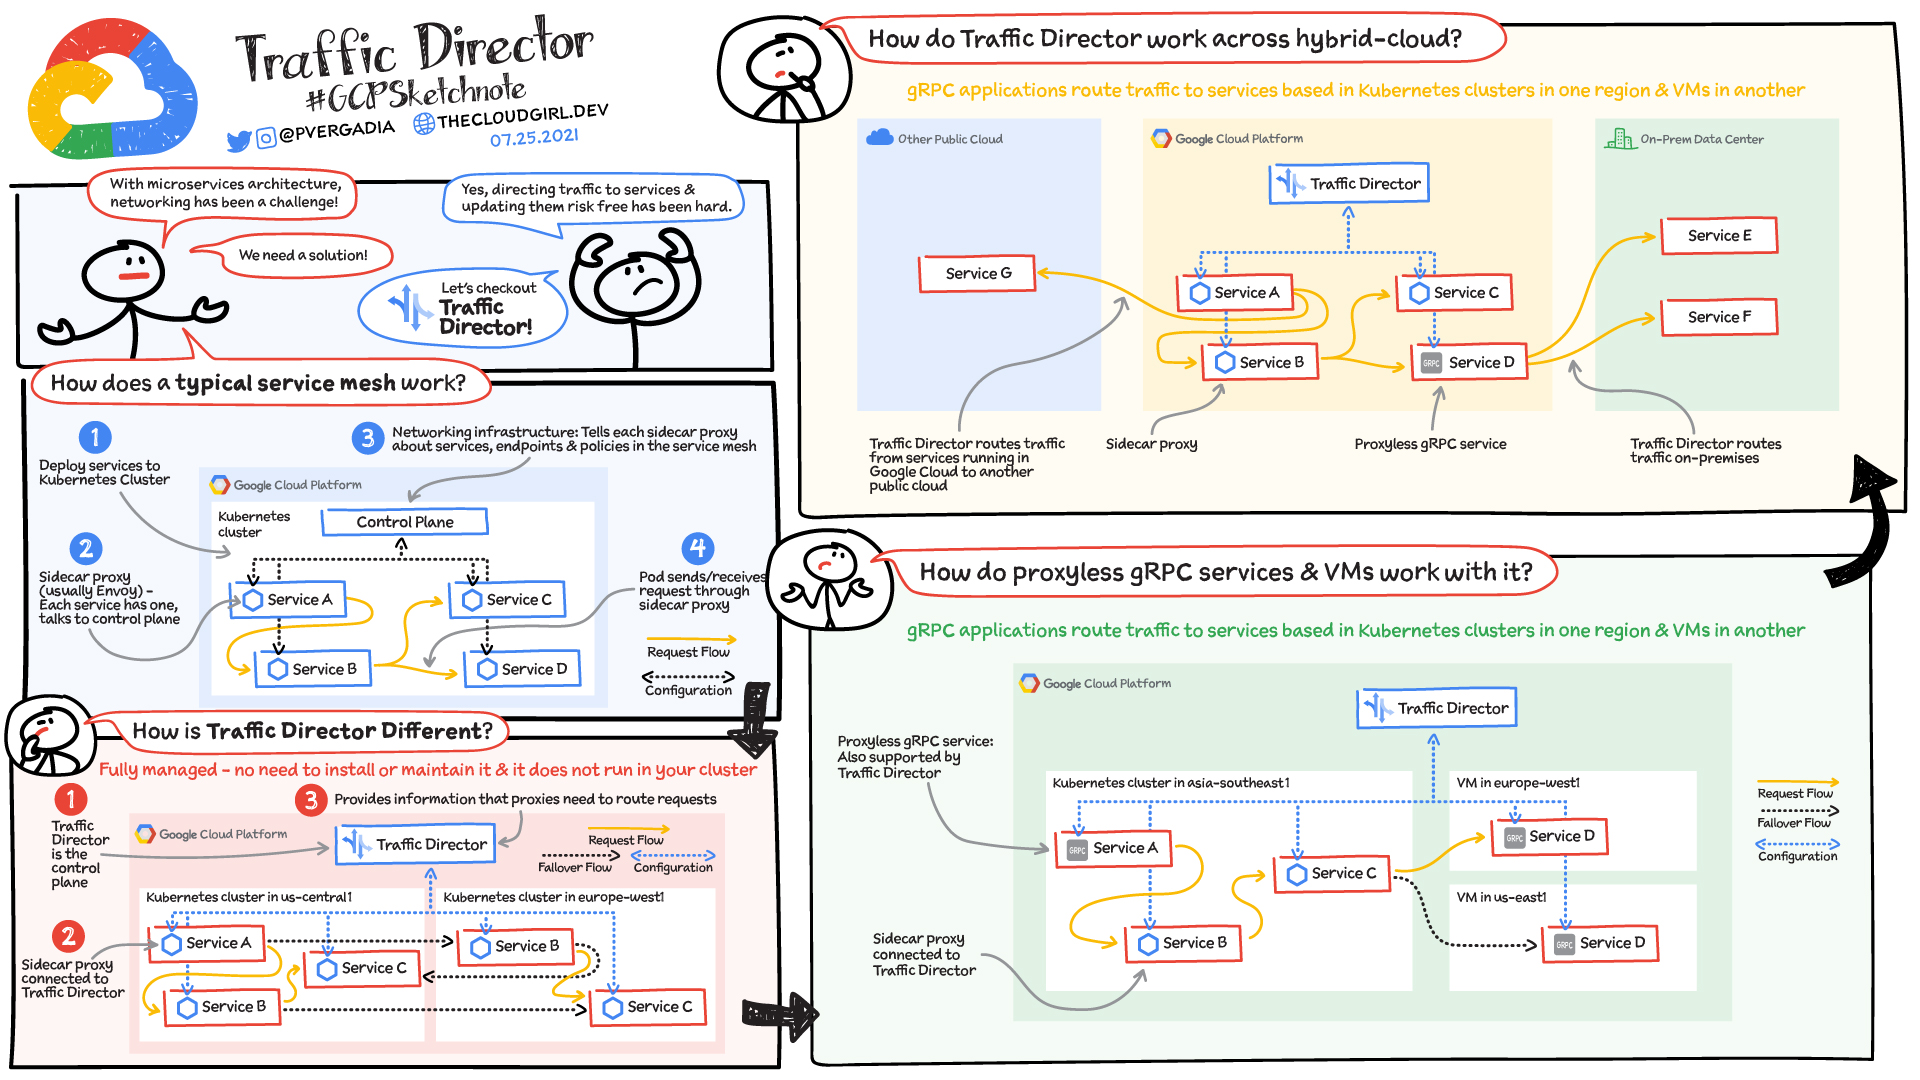 Traffic Director
#GCPSketchnote
@PVERGADIA
THECLOUDGIRL.DEV
07.25.2021
With microservices architecture,
networking has been a challenge!
We need a solution!
Yes, directing traffic to services &
updating them risk free has been hard.
Let's checkout
Traffic
Director!
How does a typical service mesh work?
1
Deploy services to
Kubernetes Cluster
2
Sidecar proxy
(usually Envoy) -
Each service has one,
talks to control plane
3
Networking infrastructure: Tells each sidecar proxy
about services, endpoints & policies in the service mesh
4
Pod sends/receives
request through
sidecar proxy
Google Cloud Platform
Kubernetes
cluster
Control Plane
Service A
Service C
Service B
Service D
Request Flow
Configuration
How is Traffic Director Different?
Fully managed - no need to install or maintain it & it does not run in your cluster
1
Traffic
Director
is the
control
plane
2
Sidecar proxy
connected to
Traffic Director
3
Provides information that proxies need to route requests
Google Cloud Platform
Traffic Director
Request Flow
Fallover Flow
Configuration
Kubernetes cluster in us-central1
Service A
Service C
Service B
Kubernetes cluster in europe-west1
Service B
Service C
How do proxyless gRPC services & VMs work with it?
gRPC applications route traffic to services based in Kubernetes clusters in one region & VMs in another
Google Cloud Platform
Traffic Director
Proxyless gRPC service:
Also supported by
Traffic Director
Sidecar proxy
connected to
Traffic Director
Kubernetes cluster in asia-southeast1
GRPC
Service A
Service B
Service C
VM in europe-west1
GRPC
Service D
VM in us-east1
GRPC
Service D
Request Flow
Fallover Flow
Configuration
How do Traffic Director work across hybrid-cloud?
gRPC applications route traffic to services based in Kubernetes clusters in one region & VMs in another
Other Public Cloud
Service G
Google Cloud Platform
Traffic Director
Service A
Service C
Service B
GRPC
Service D
On-Prem Data Center
Service E
Service F
Traffic Director routes traffic
from services running in
Google Cloud to another
public cloud
Sidecar proxy
Proxyless gRPC service
Traffic Director routes
traffic on-premises